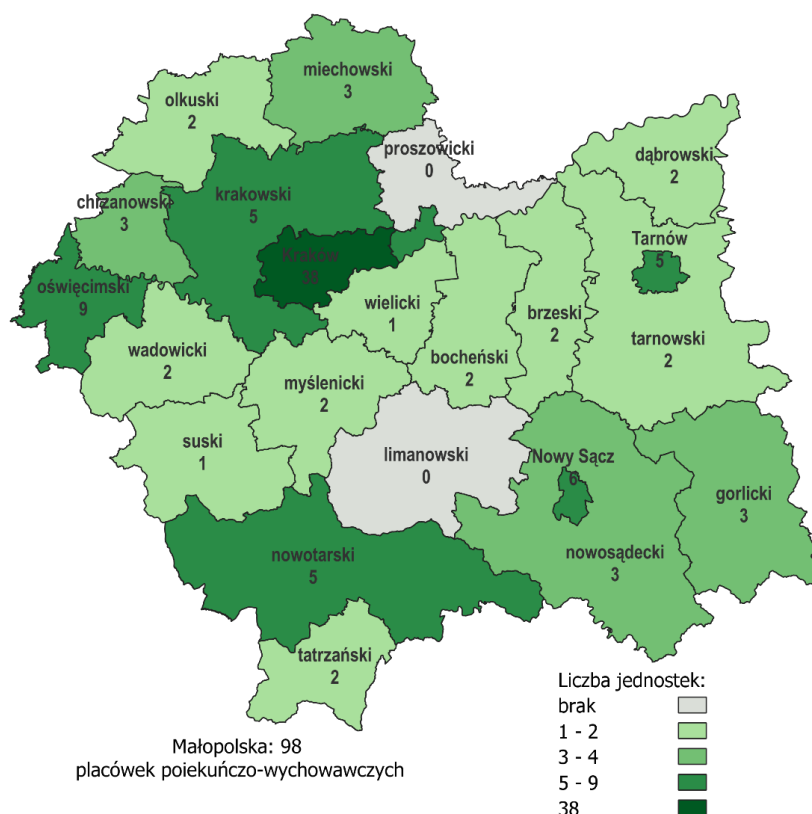 miechowski
3
olkuski
2
proszowicki
0
dąbrowski
2
chrzanowski
3
krakowski
5
Tarnów
5
Kraków
38
oświęcimski
9
wielicki
1
brzeski
2
tarnowski
2
wadowicki
2
bocheński
2
myślenicki
2
suski
1
limanowski
0
Nowy Sącz
6
gorlicki
3
nowotarski
5
nowosądecki
3
tatrzański
2
Małopolska: 98
placówek poiekuńczo-wychowawczych
Liczba jednostek:
brak
1 - 2
3 - 4
5 - 9
38